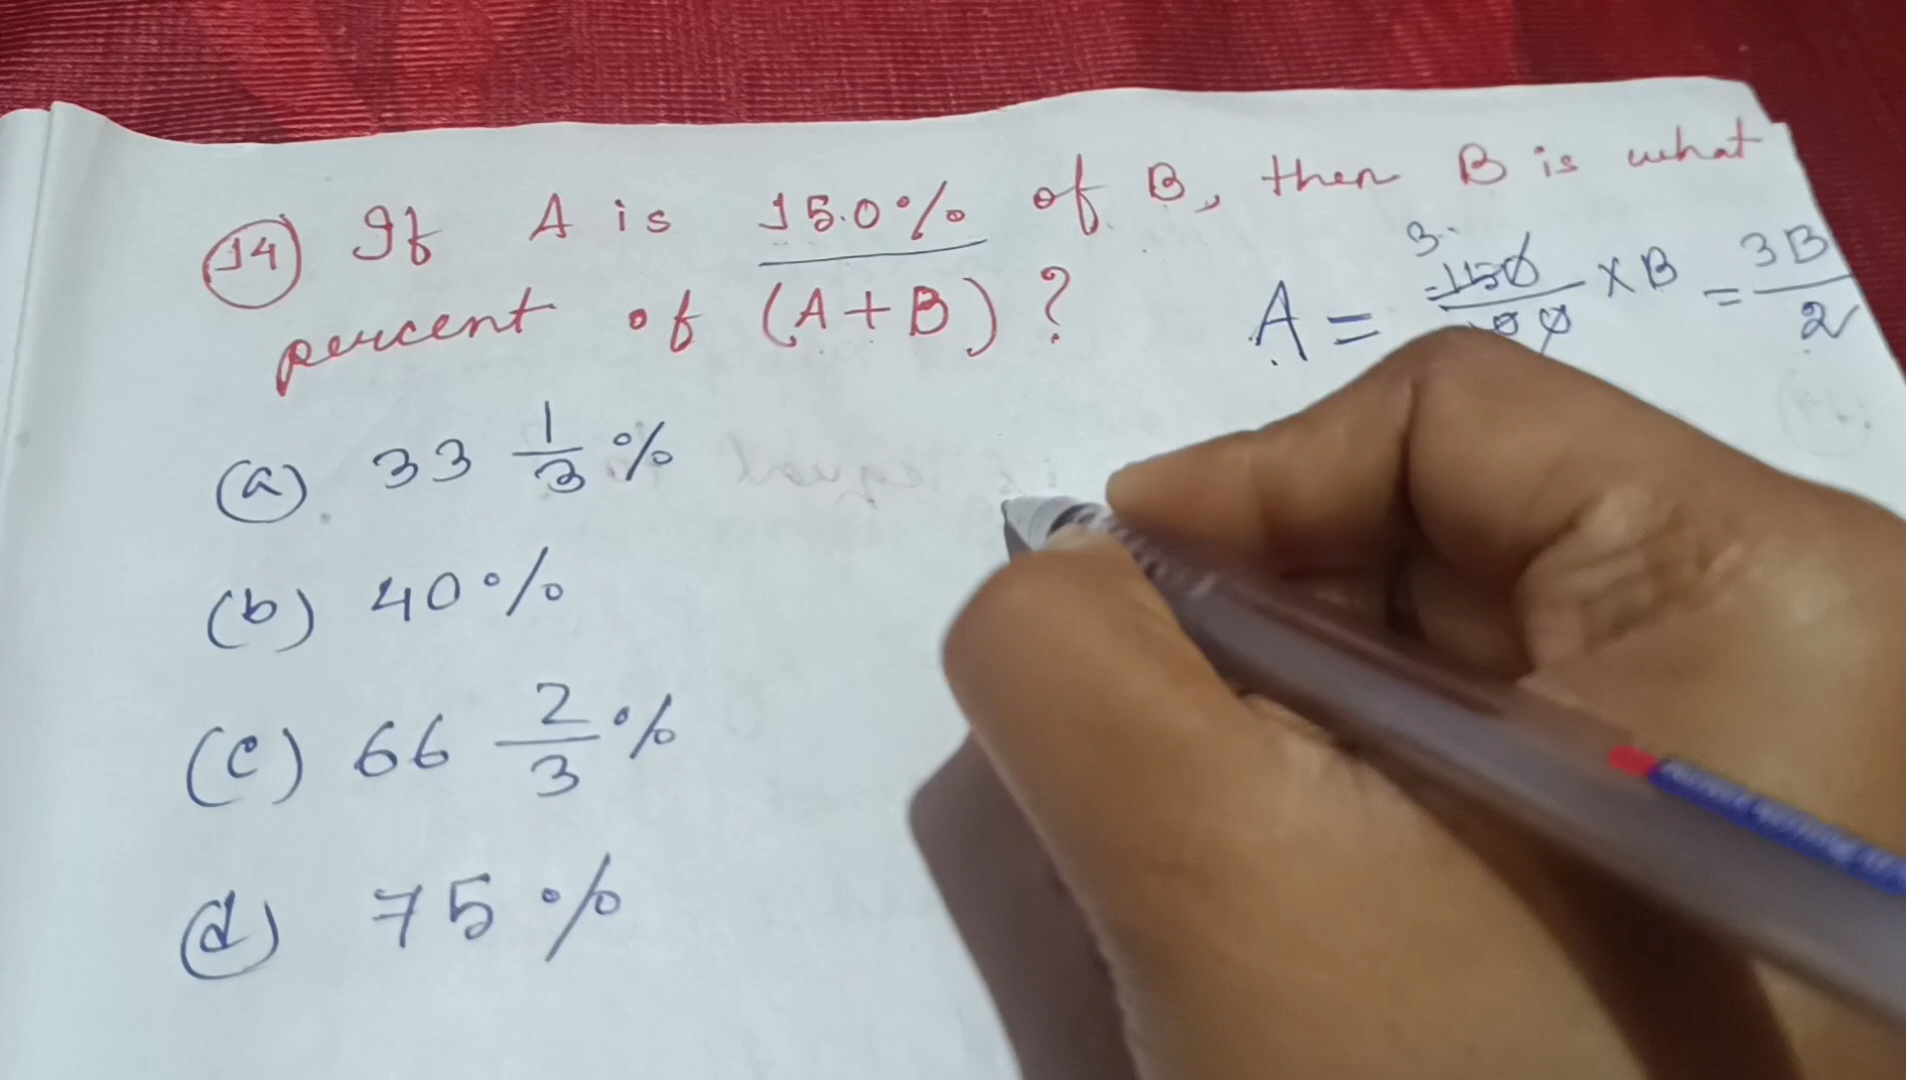 (14) If A is 150% of B, then B is what
percent of (A+B)?
A = 150/100 × B = 3B/2
3
(a) 33 1/3 %
(b) 40%
(c) 66 2/3 %
(d) 75%